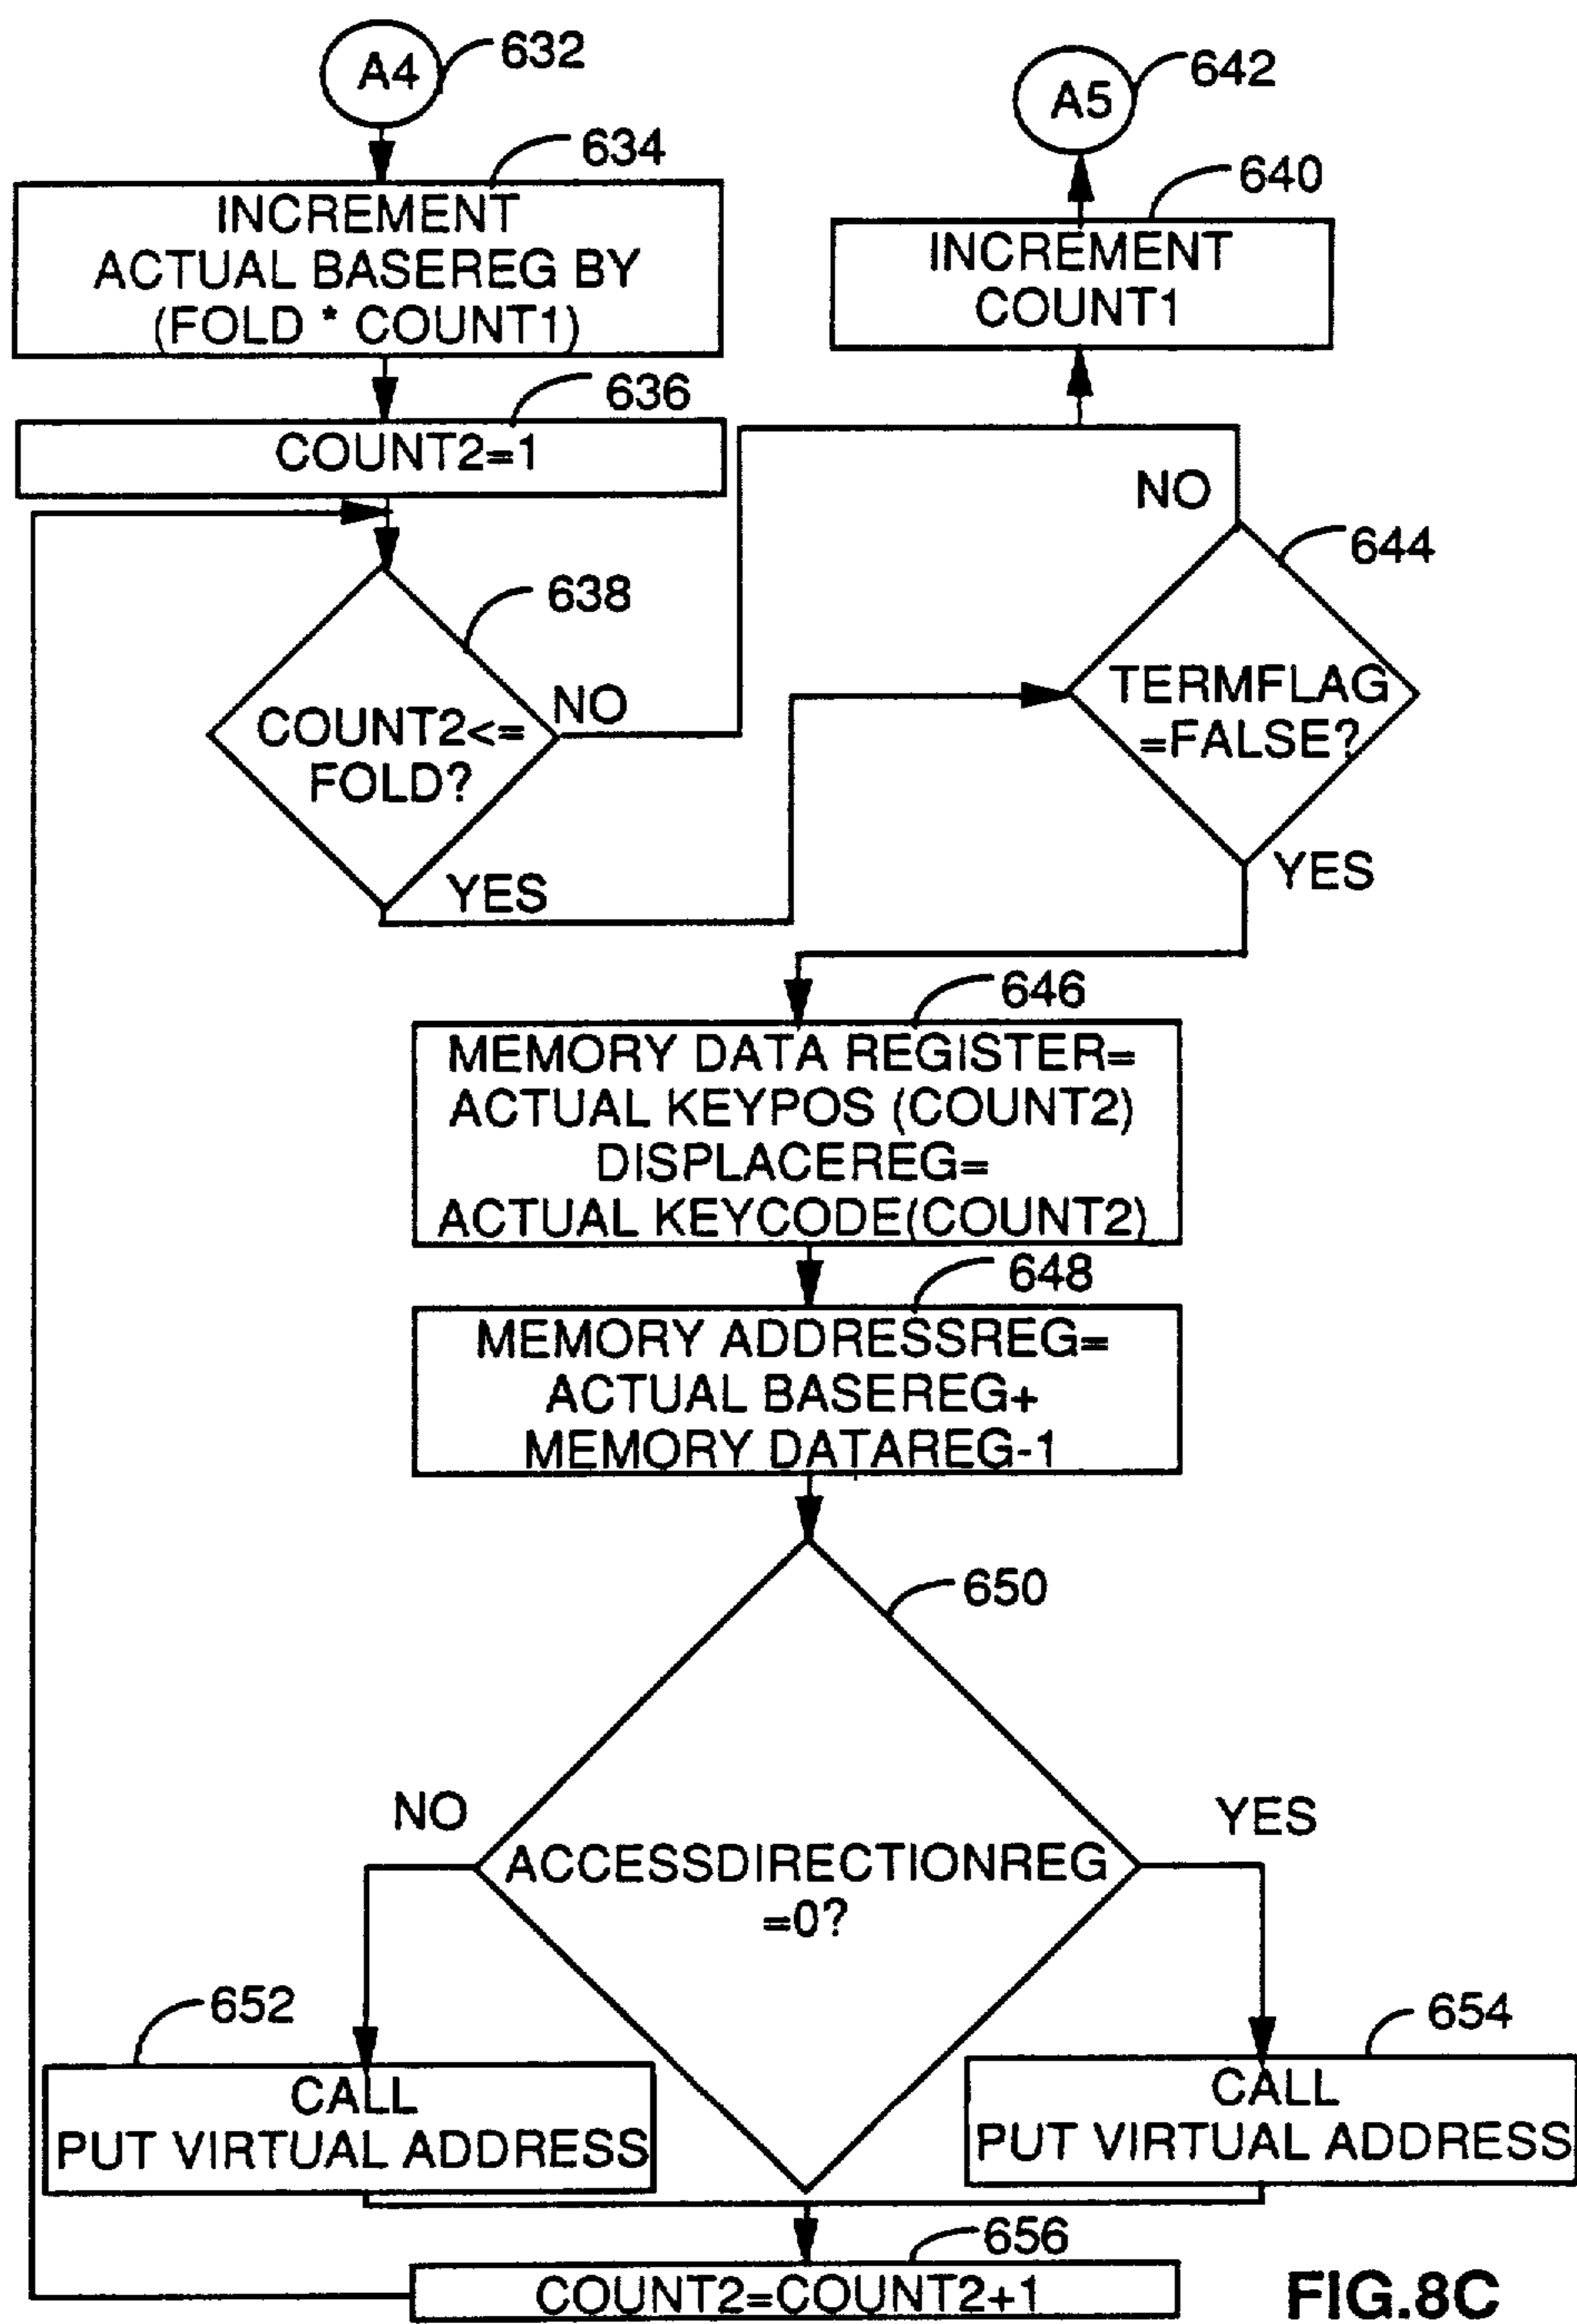 A4
632
634
INCREMENT
ACTUAL BASEREG BY
(FOLD * COUNT1)
636
COUNT2=1
638
COUNT2<=
FOLD?
NO
YES
A5
642
640
INCREMENT
COUNT1
NO
644
TERMFLAG
=FALSE?
YES
646
MEMORY DATA REGISTER=
ACTUAL KEYPOS (COUNT2)
DISPLACEREG=
ACTUAL KEYCODE(COUNT2)
648
MEMORY ADDRESSREG=
ACTUAL BASEREG+
MEMORY DATAREG-1
650
NO
YES
ACCESSDIRECTIONREG
=0?
652
CALL
PUT VIRTUAL ADDRESS
654
CALL
PUT VIRTUAL ADDRESS
656
COUNT2=COUNT2+1
FIG.8C